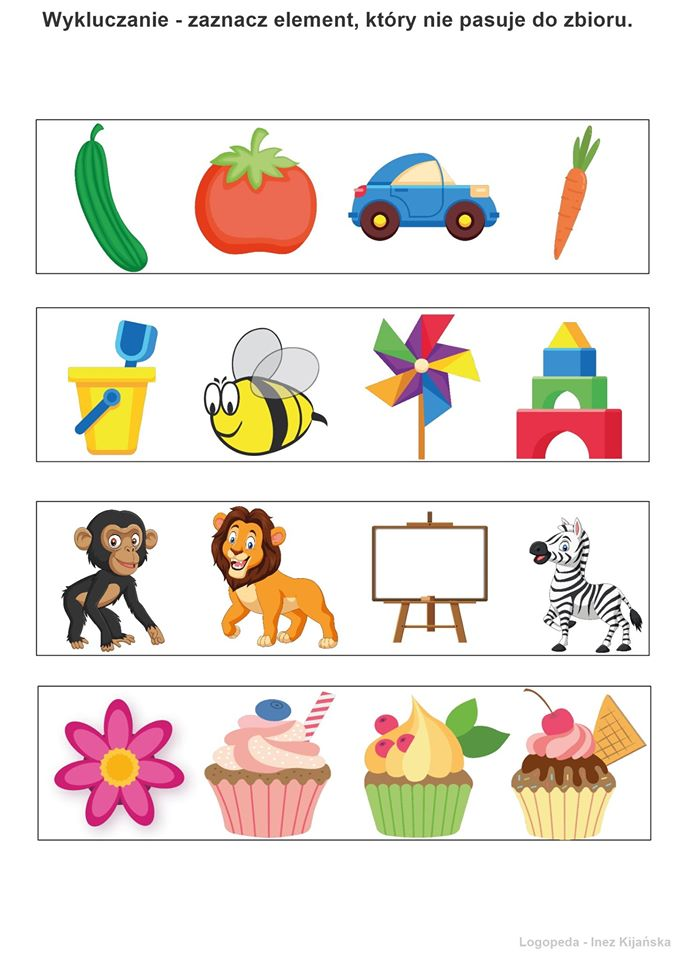 Wykluczanie - zaznacz element, który nie pasuje do zbioru.
Logopeda - Inez Kijańska